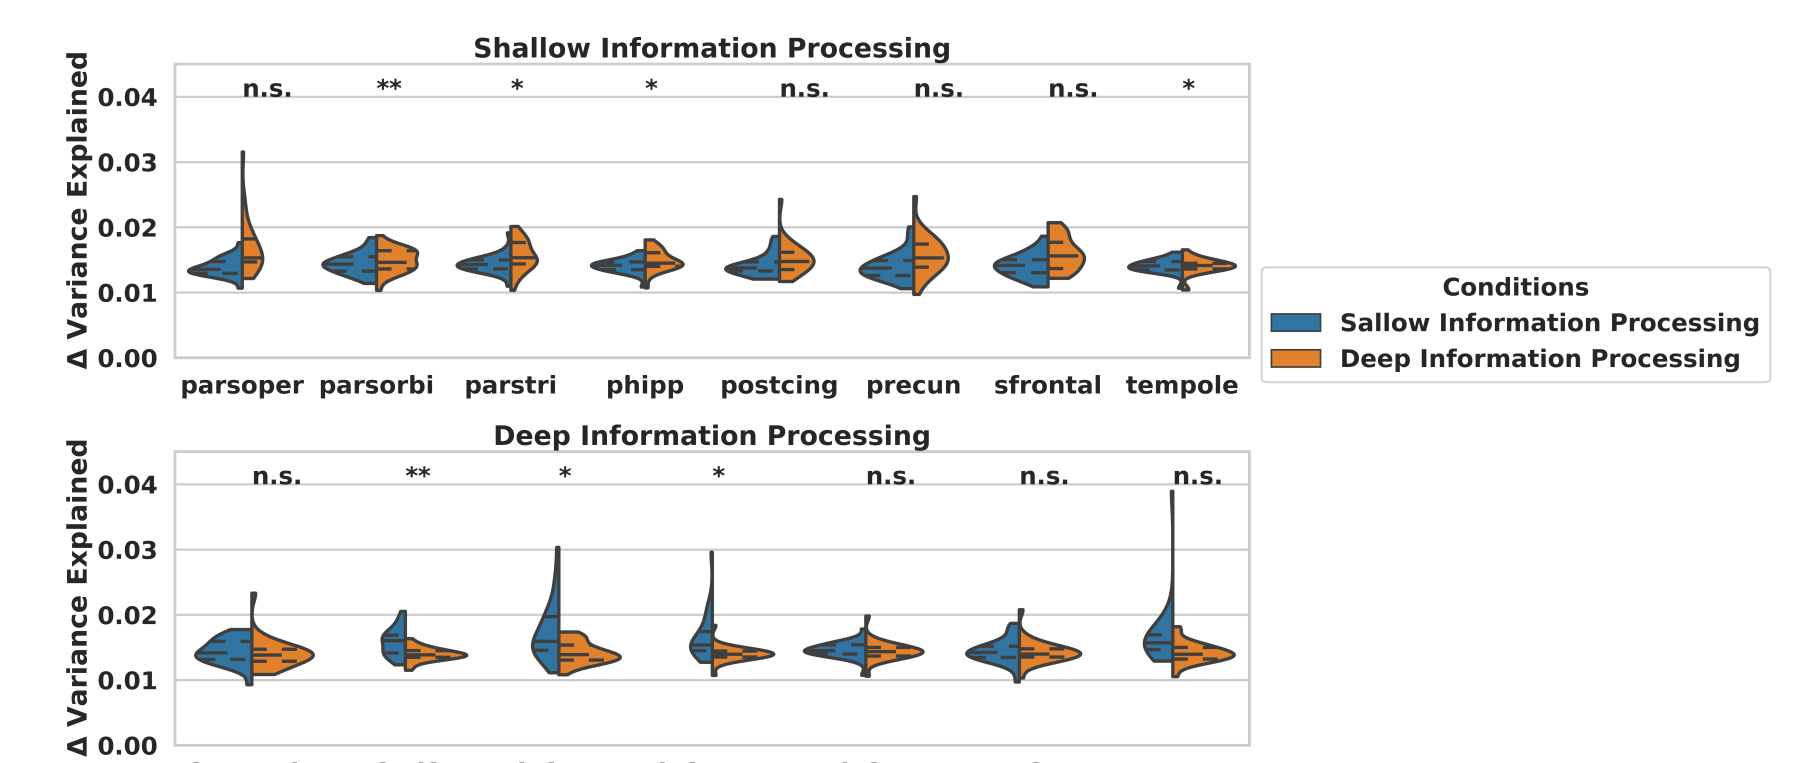 Shallow Information Processing
Δ Variance Explained
0.04
0.03
0.02
0.01
0.00
n.s. ** * * n.s. n.s. n.s. *
parsoper parsorbi parstri phipp postcing precun sfrontal tempole
Conditions
Sallow Information Processing
Deep Information Processing
Deep Information Processing
Δ Variance Explained
0.04
0.03
0.02
0.01
0.00
n.s. ** * * n.s. n.s. n.s.